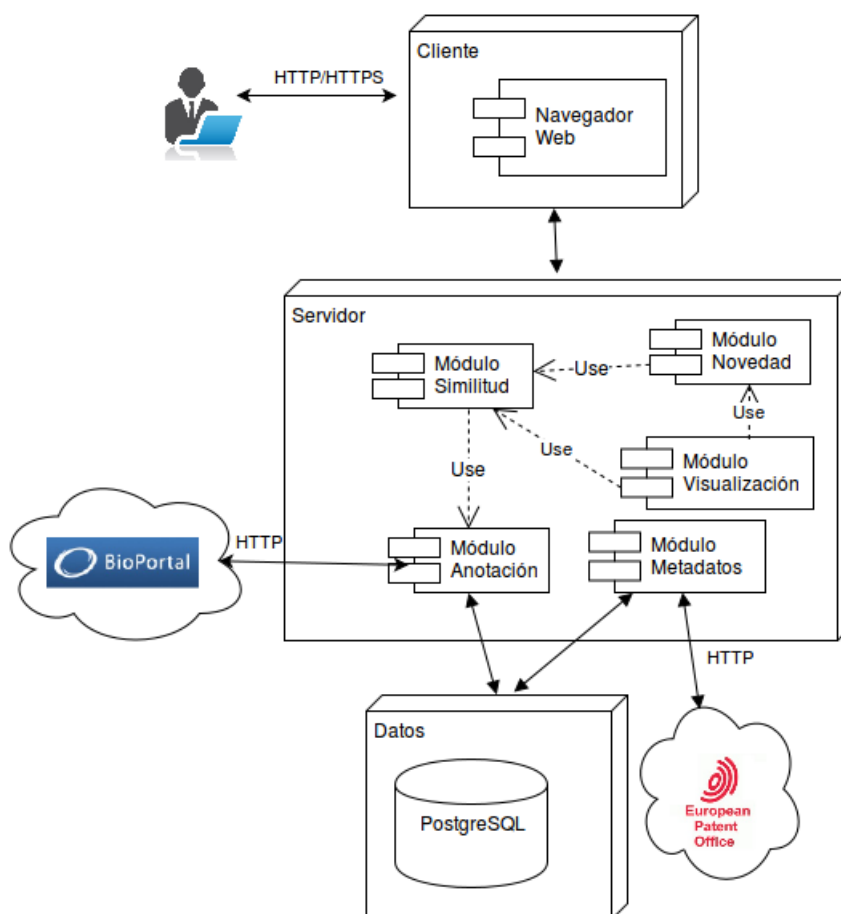 Cliente
HTTP/HTTPS
Navegador
Web
Servidor
Módulo
Similitud
Use
Módulo
Novedad
Use
Use
Use
Módulo
Visualización
BioPortal
HTTP
Módulo
Anotación
Módulo
Metadatos
HTTP
Datos
PostgreSQL
European
Patent
Office